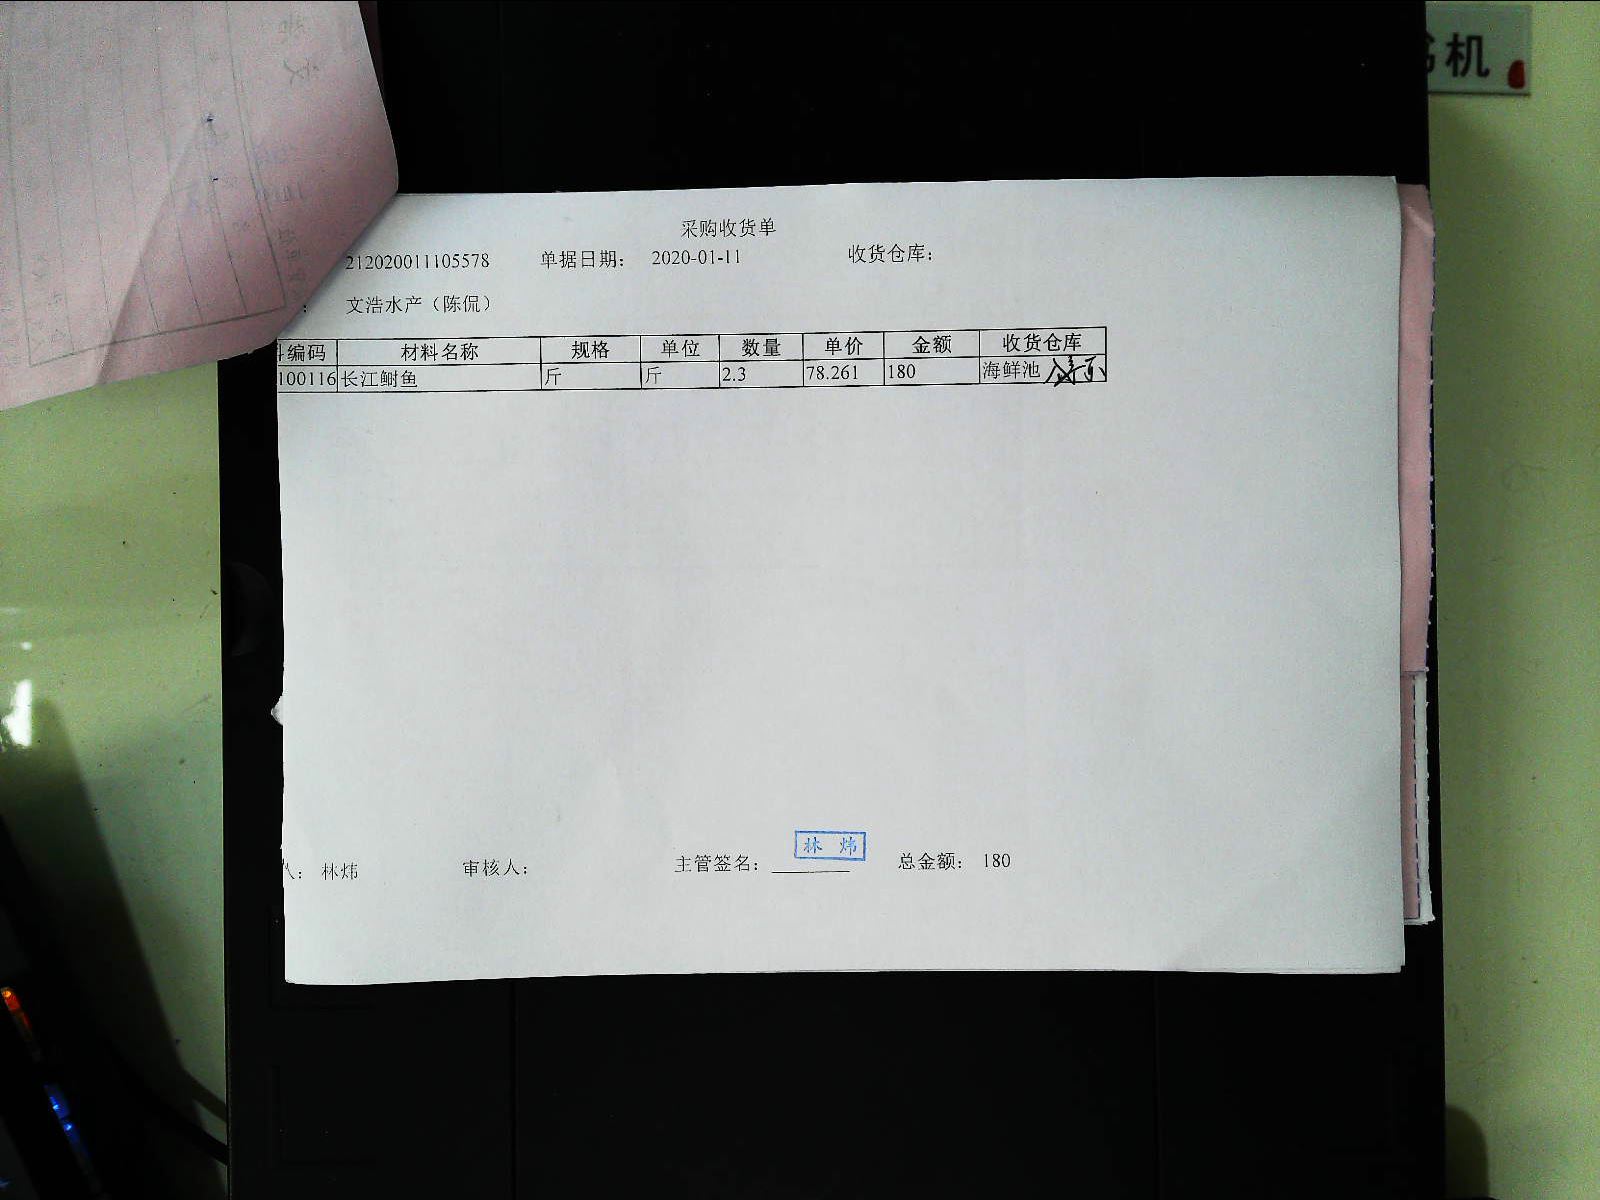 机
采购收货单
212020011105578 单据日期： 2020-01-11 收货仓库：
： 文浩水产（陈侃）
编码 材料名称 规格 单位 数量 单价 金额 收货仓库
100116 长江鲥鱼 斤 斤 2.3 78.261 180 海鲜池
林 炜
人： 林炜 审核人： 主管签名： 总金额： 180